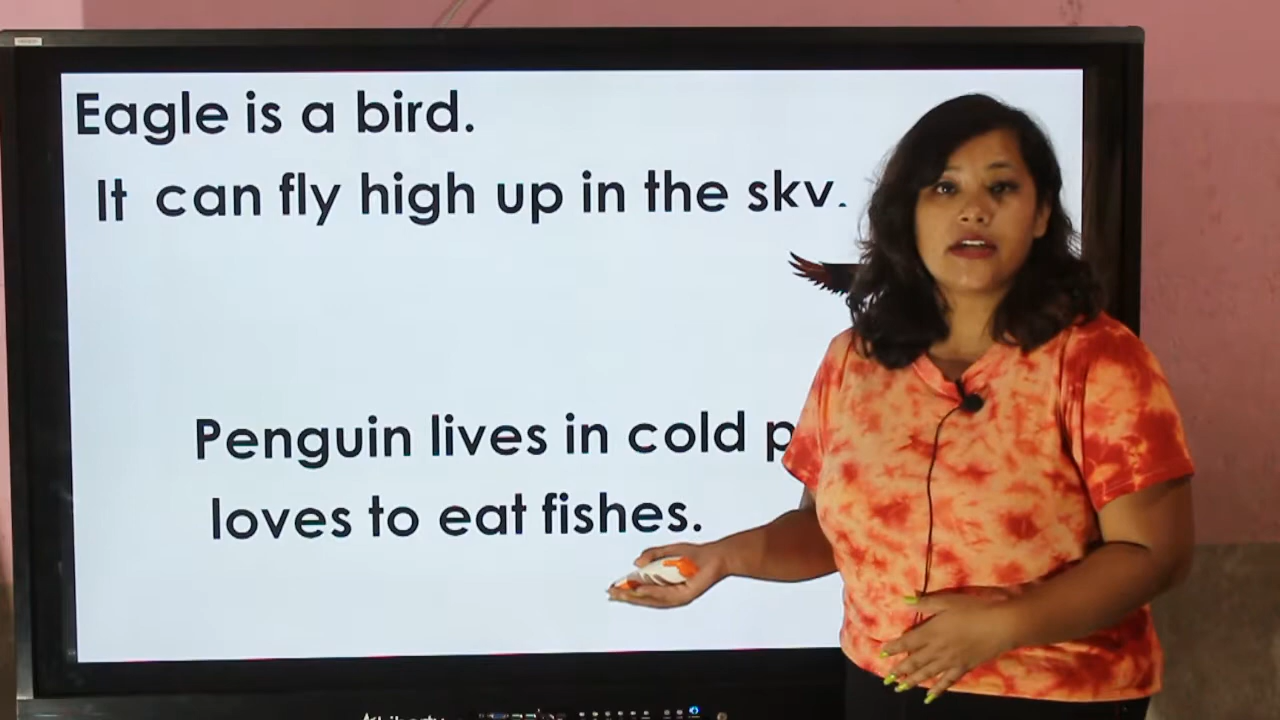 Eagle is a bird.
It can fly high up in the sky.
Penguin lives in cold
loves to eat fishes.